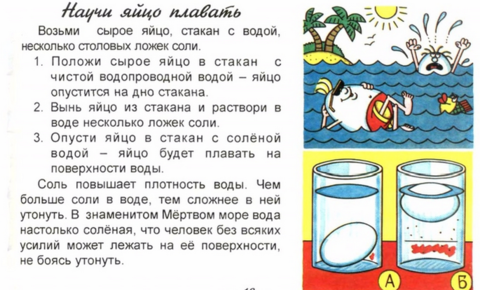 Научи яйцо плавать
Возьми сырое яйцо, стакан с водой,
несколько столовых ложек соли.
1. Положи сырое яйцо в стакан с
чистой водопроводной водой – яйцо
опустится на дно стакана.
2. Вынь яйцо из стакана и раствори в
воде несколько ложек соли.
3. Опусти яйцо в стакан с солёной
водой – яйцо будет плавать на
поверхности воды.
Соль повышает плотность воды. Чем
больше соли в воде, тем сложнее в ней
утонуть. В знаменитом Мёртвом море вода
настолько солёная, что человек без всяких
усилий может лежать на её поверхности,
не боясь утонуть.
А Б